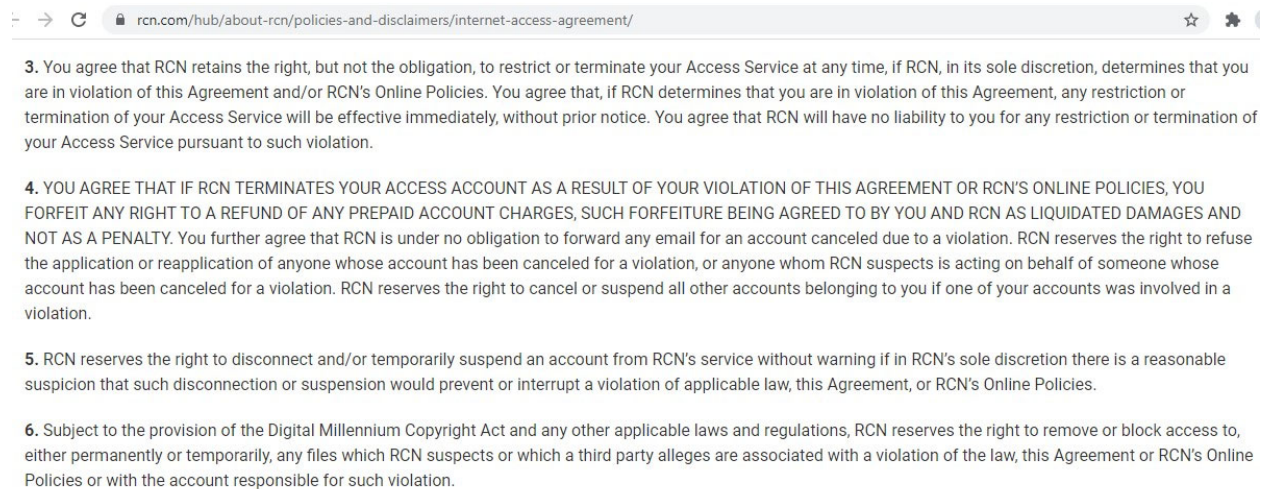 rcn.com/hub/about-rcn/policies-and-disclaimers/internet-access-agreement/
3. You agree that RCN retains the right, but not the obligation, to restrict or terminate your Access Service at any time, if RCN, in its sole discretion, determines that you
are in violation of this Agreement and/or RCN's Online Policies. You agree that, if RCN determines that you are in violation of this Agreement, any restriction or
termination of your Access Service will be effective immediately, without prior notice. You agree that RCN will have no liability to you for any restriction or termination of
your Access Service pursuant to such violation.
4. YOU AGREE THAT IF RCN TERMINATES YOUR ACCESS ACCOUNT AS A RESULT OF YOUR VIOLATION OF THIS AGREEMENT OR RCN'S ONLINE POLICIES, YOU
FORFEIT ANY RIGHT TO A REFUND OF ANY PREPAID ACCOUNT CHARGES, SUCH FORFEITURE BEING AGREED TO BY YOU AND RCN AS LIQUIDATED DAMAGES AND
NOT AS A PENALTY. You further agree that RCN is under no obligation to forward any email for an account canceled due to a violation. RCN reserves the right to refuse
the application or reapplication of anyone whose account has been canceled for a violation, or anyone whom RCN suspects is acting on behalf of someone whose
account has been canceled for a violation. RCN reserves the right to cancel or suspend all other accounts belonging to you if one of your accounts was involved in a
violation.
5. RCN reserves the right to disconnect and/or temporarily suspend an account from RCN's service without warning if in RCN's sole discretion there is a reasonable
suspicion that such disconnection or suspension would prevent or interrupt a violation of applicable law, this Agreement, or RCN's Online Policies.
6. Subject to the provision of the Digital Millennium Copyright Act and any other applicable laws and regulations, RCN reserves the right to remove or block access to,
either permanently or temporarily, any files which RCN suspects or which a third party alleges are associated with a violation of the law, this Agreement or RCN's Online
Policies or with the account responsible for such violation.